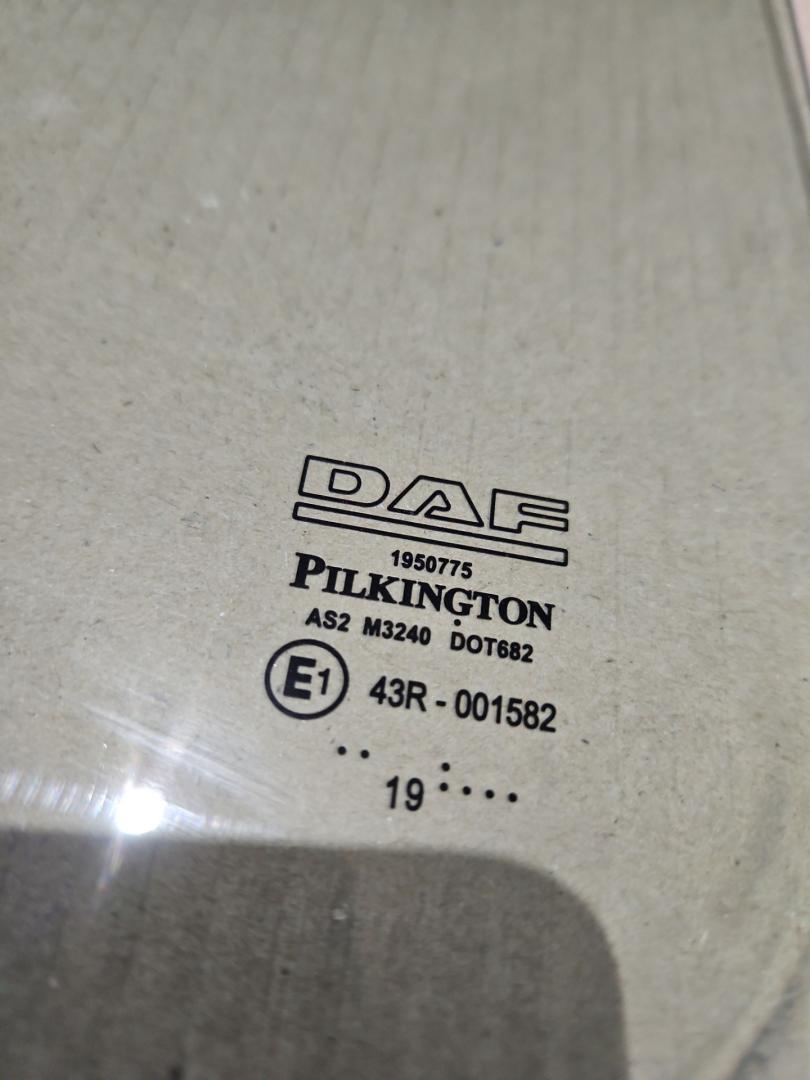 DAF
1950775
PILKINGTON
AS2 M3240 DOT682
E1 43R - 001582
19